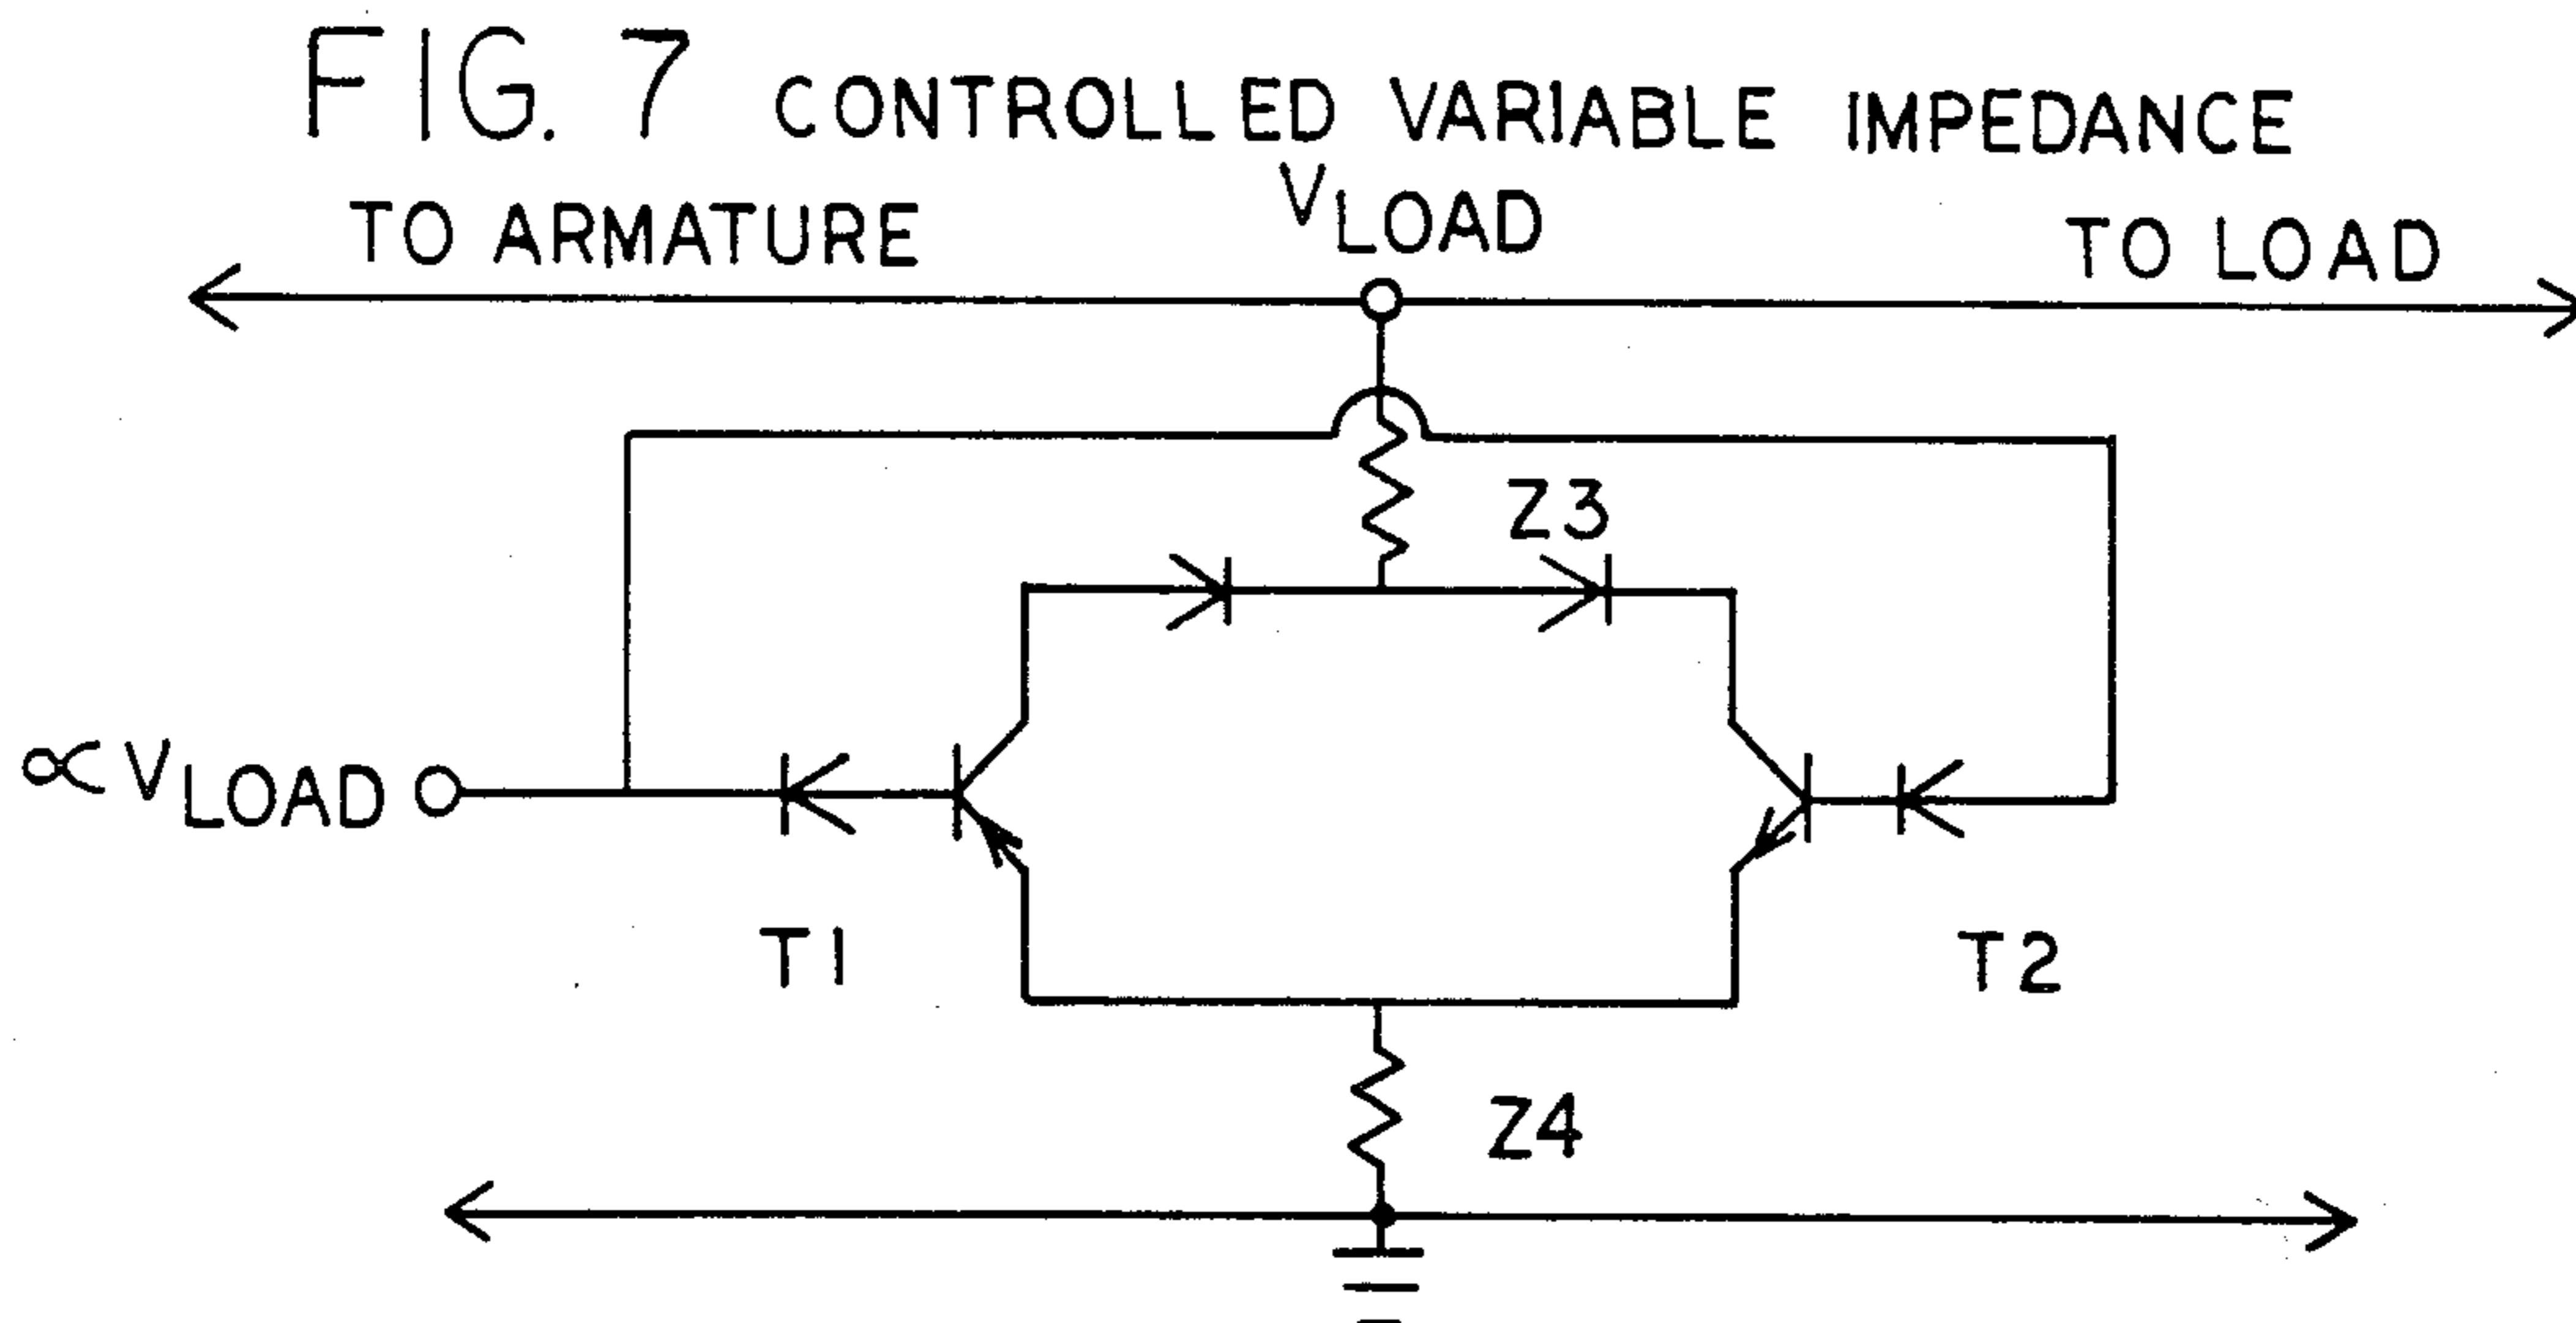 FIG. 7 CONTROLLED VARIABLE IMPEDANCE
TO ARMATURE
VLOAD
TO LOAD
Z3
∝ VLOAD
T1
T2
Z4